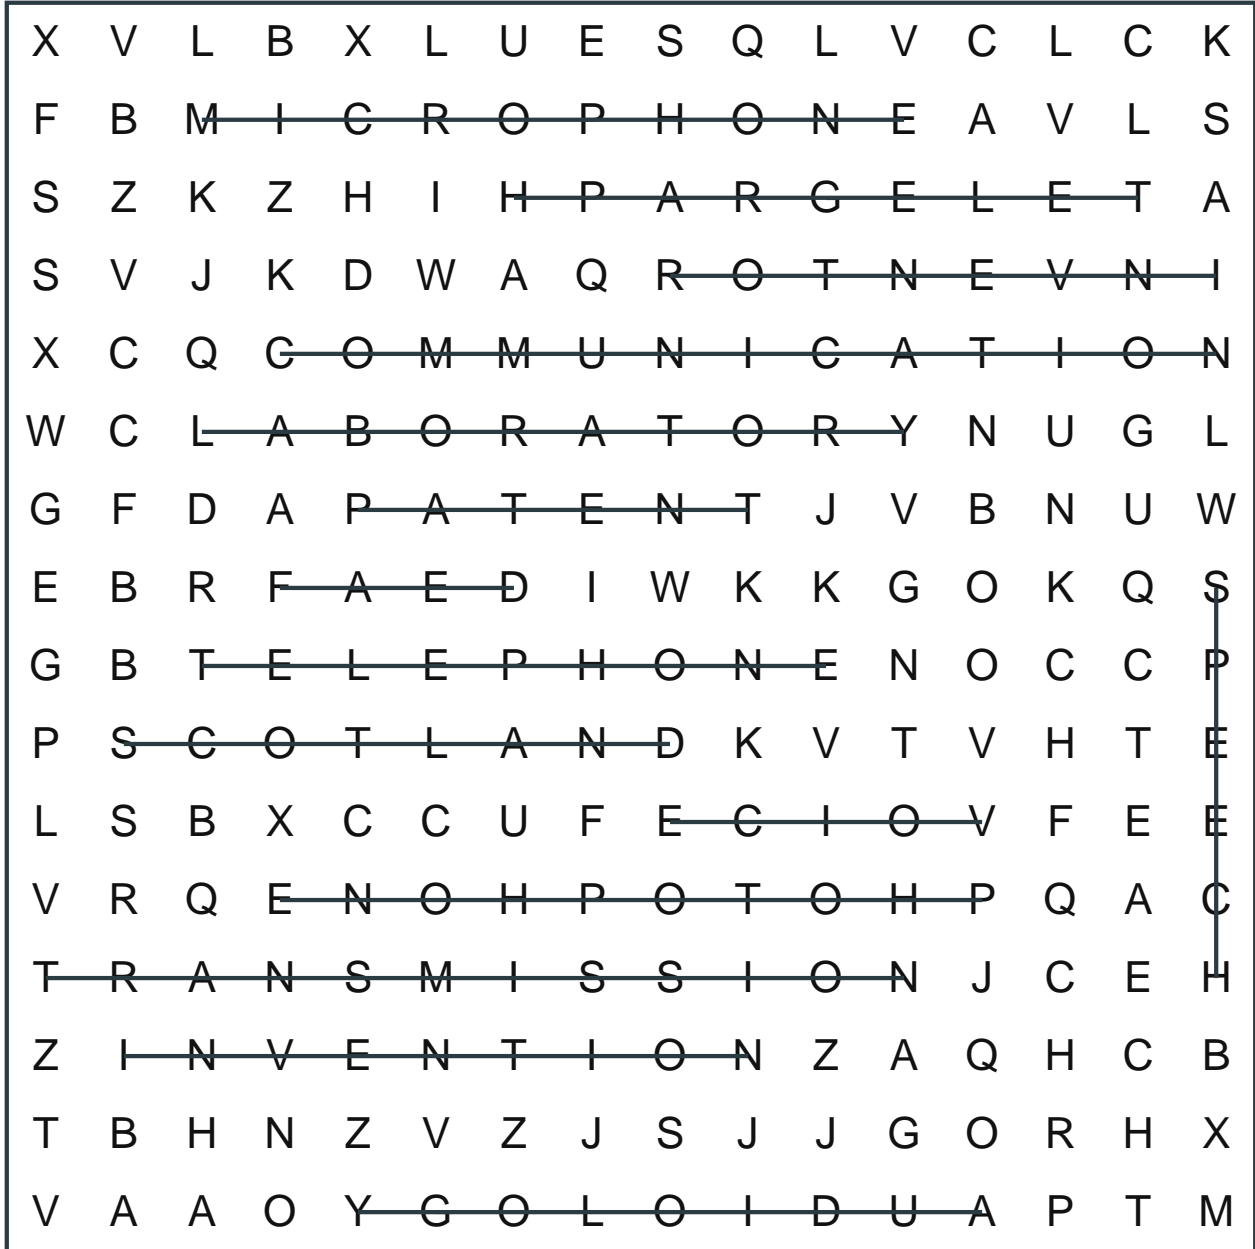 X V L B X L U E S Q L V C L C K
F B M I C R O P H O N E A V L S
S Z K Z H I H P A R G E L E T A
S V J K D W A Q R O T N E V N I
X C Q C O M M U N I C A T I O N
W C L A B O R A T O R Y N U G L
G F D A P A T E N T J V B N U W
E B R F A E D I W K K G O K Q S
G B T E L E P H O N E N O C C P
P S C O T L A N D K V T V H T E
L S B X C C U F E C I O V F E E
V R Q E N O H P O T O H P Q A C
T R A N S M I S S I O N J C E H
Z I N V E N T I O N Z A Q H C B
T B H N Z V Z J S J J G O R H X
V A A O Y G O L O I D U A P T M